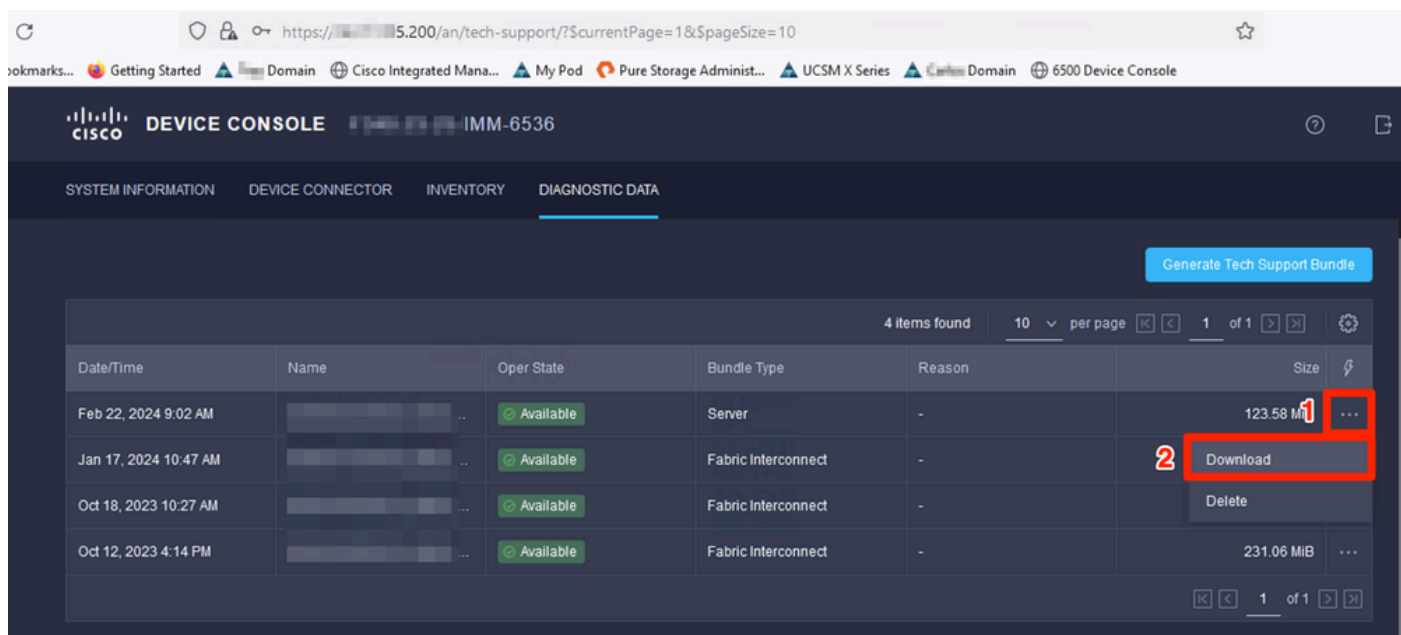 https:// 5.200/an/tech-support/?$currentPage=1&$pageSize=10
ookmarks... Getting Started Domain Cisco Integrated Mana... My Pod Pure Storage Administ... UCSM X Series Domain 6500 Device Console
CISCO DEVICE CONSOLE IMM-6536
SYSTEM INFORMATION DEVICE CONNECTOR INVENTORY DIAGNOSTIC DATA
Generate Tech Support Bundle
4 items found 10 per page 1 of 1
Date/Time Name Oper State Bundle Type Reason Size
Feb 22, 2024 9:02 AM .. Available Server - 123.58 1 ...
Jan 17, 2024 10:47 AM .. Available Fabric Interconnect - 2 Download
Oct 18, 2023 10:27 AM ... Available Fabric Interconnect - Delete
Oct 12, 2023 4:14 PM ... Available Fabric Interconnect - 231.06 MiB ...
1 of 1